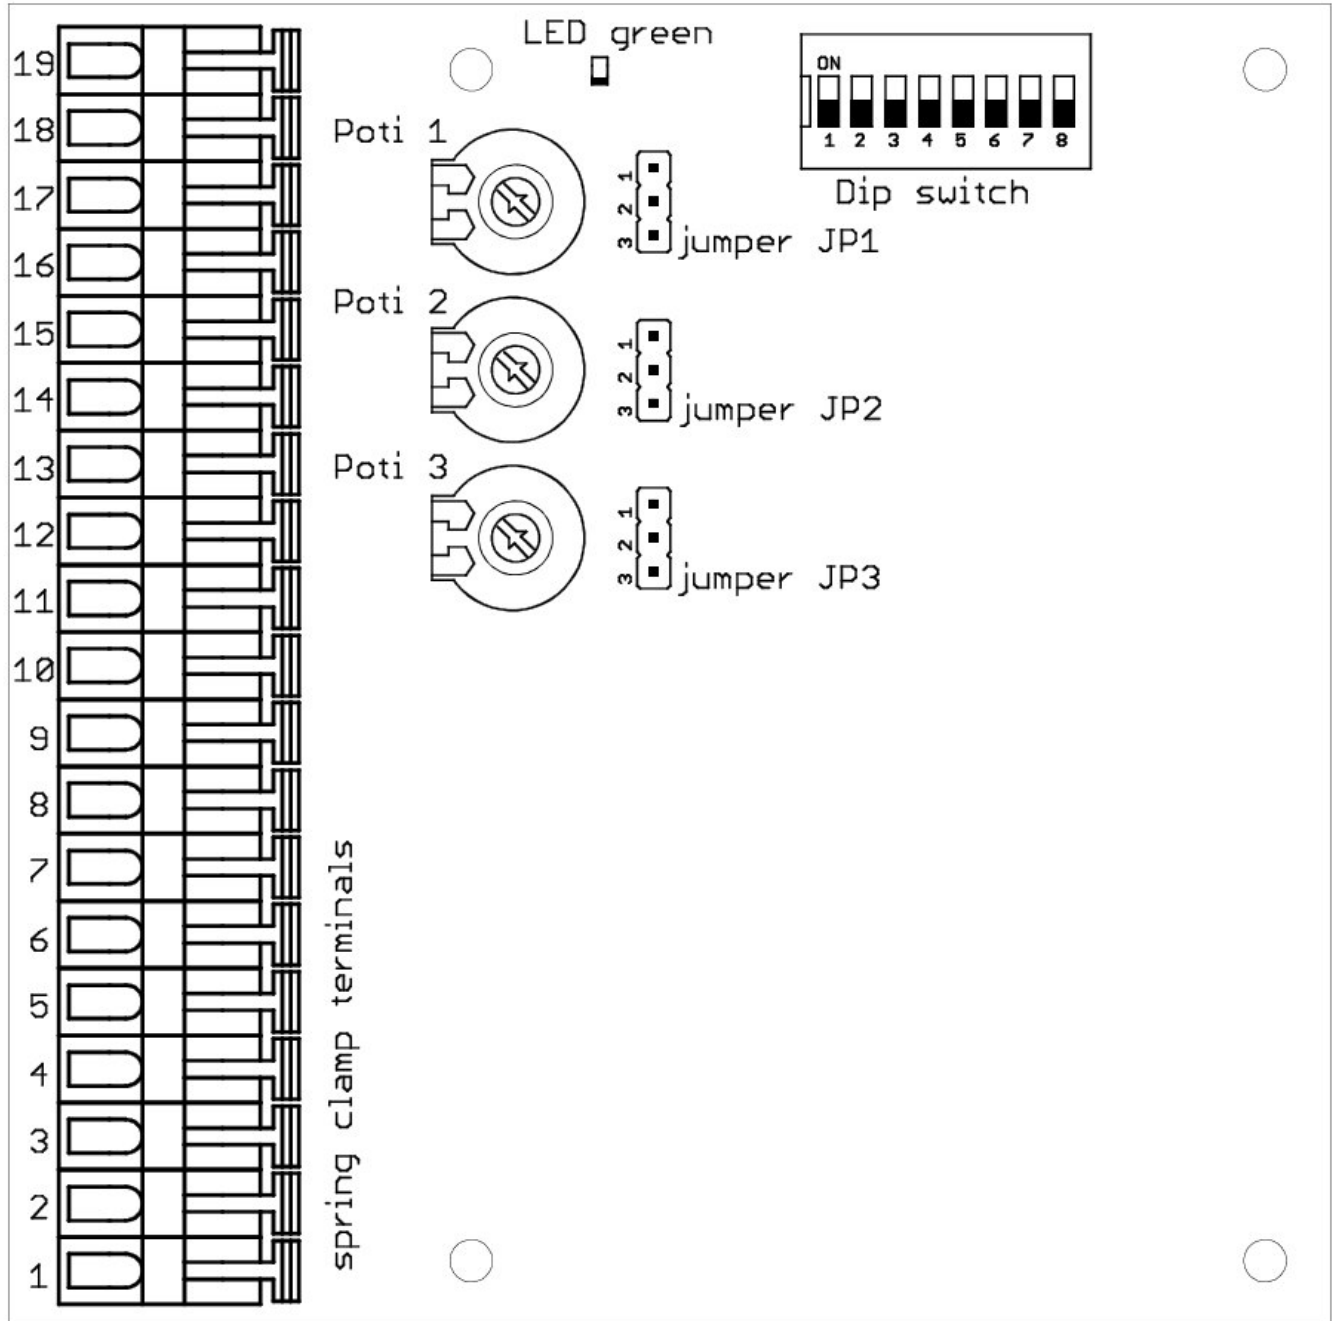 LED green
ON
1 2 3 4 5 6 7 8
Dip switch
Poti 1
1
2
3
jumper JP1
Poti 2
1
2
3
jumper JP2
Poti 3
1
2
3
jumper JP3
19
18
17
16
15
14
13
12
11
10
9
8
7
6
5
4
3
2
1
spring clamp terminals